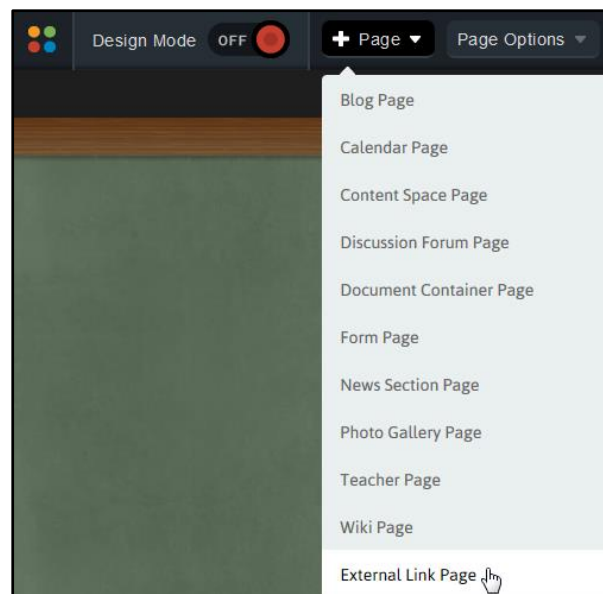 Design Mode OFF + Page ▼ Page Options ▼
Blog Page
Calendar Page
Content Space Page
Discussion Forum Page
Document Container Page
Form Page
News Section Page
Photo Gallery Page
Teacher Page
Wiki Page
External Link Page